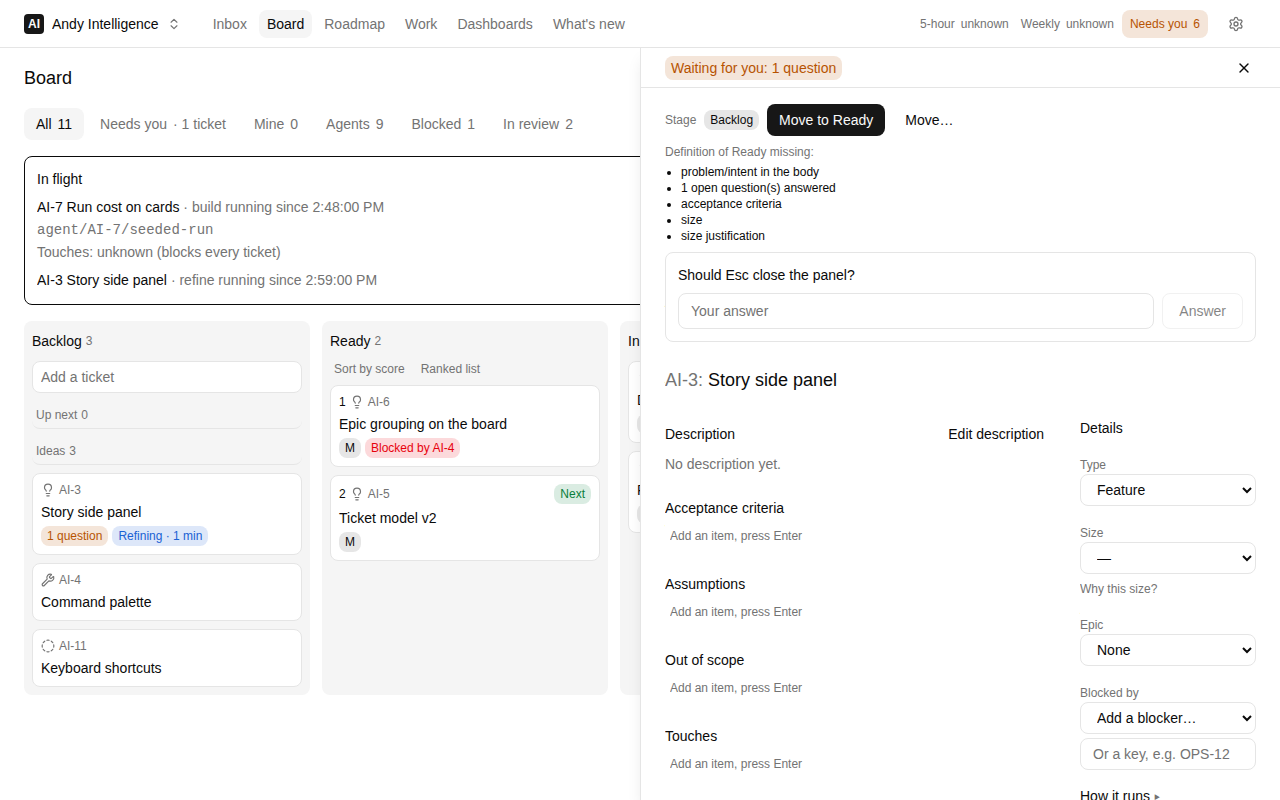 AI Andy Intelligence Inbox Board Roadmap Work Dashboards What's new 5-hour unknown Weekly unknown Needs you 6
Board
All 11 Needs you · 1 ticket Mine 0 Agents 9 Blocked 1 In review 2
In flight
AI-7 Run cost on cards · build running since 2:48:00 PM
agent/AI-7/seeded-run
Touches: unknown (blocks every ticket)
AI-3 Story side panel · refine running since 2:59:00 PM
Backlog 3
Add a ticket
Up next 0
Ideas 3
AI-3
Story side panel
1 question Refining · 1 min
AI-4
Command palette
AI-11
Keyboard shortcuts
Ready 2
Sort by score Ranked list
1 AI-6
Epic grouping on the board
M Blocked by AI-4
2 AI-5 Next
Ticket model v2
M
In
Waiting for you: 1 question
Stage Backlog Move to Ready Move…
Definition of Ready missing:
• problem/intent in the body
• 1 open question(s) answered
• acceptance criteria
• size
• size justification
Should Esc close the panel?
Your answer Answer
AI-3: Story side panel
Description Edit description
No description yet.
Acceptance criteria
Add an item, press Enter
Assumptions
Add an item, press Enter
Out of scope
Add an item, press Enter
Touches
Add an item, press Enter
Details
Type
Feature
Size
—
Why this size?
Epic
None
Blocked by
Add a blocker…
Or a key, e.g. OPS-12
How it runs ▸